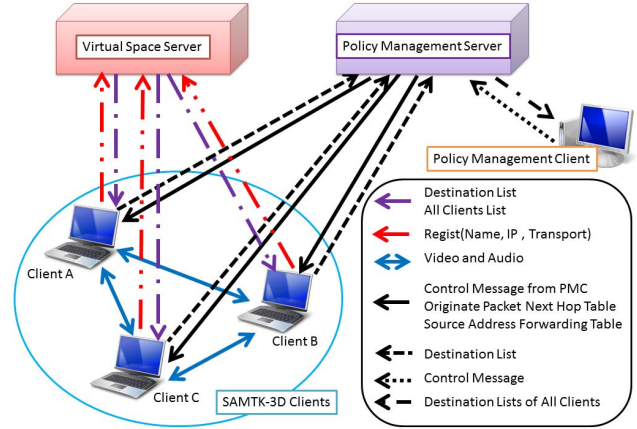 Virtual Space Server
Policy Management Server
Policy Management Client
Client A
Client B
Client C
SAMTK-3D Clients
Destination List
All Clients List
Regist(Name, IP , Transport)
Video and Audio
Control Message from PMC
Originate Packet Next Hop Table
Source Address Forwarding Table
Destination List
Control Message
Destination Lists of All Clients